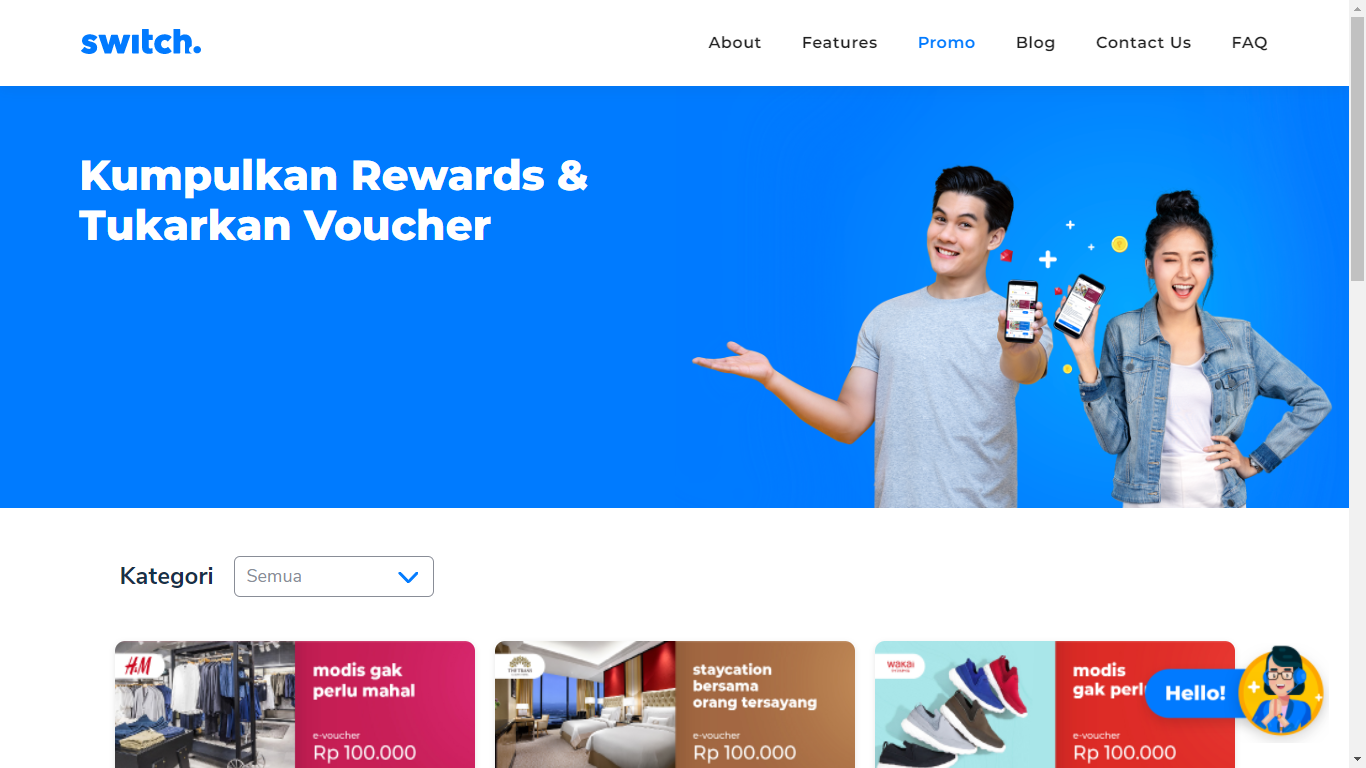 switch.
About
Features
Promo
Blog
Contact Us
FAQ
Kumpulkan Rewards &
Tukarkan Voucher
Kategori
Semua
H&M
modis gak
perlu mahal
e-voucher
Rp 100.000
THE TRANS
staycation
bersama
orang tersayang
e-voucher
Rp 100.000
wakai
modis
gak perl
e-voucher
Rp 100.000
Hello!